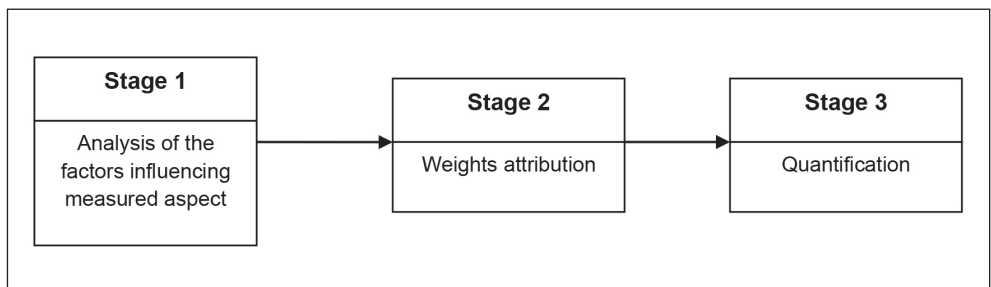 Stage 1
Analysis of the
factors influencing
measured aspect
Stage 2
Weights attribution
Stage 3
Quantification